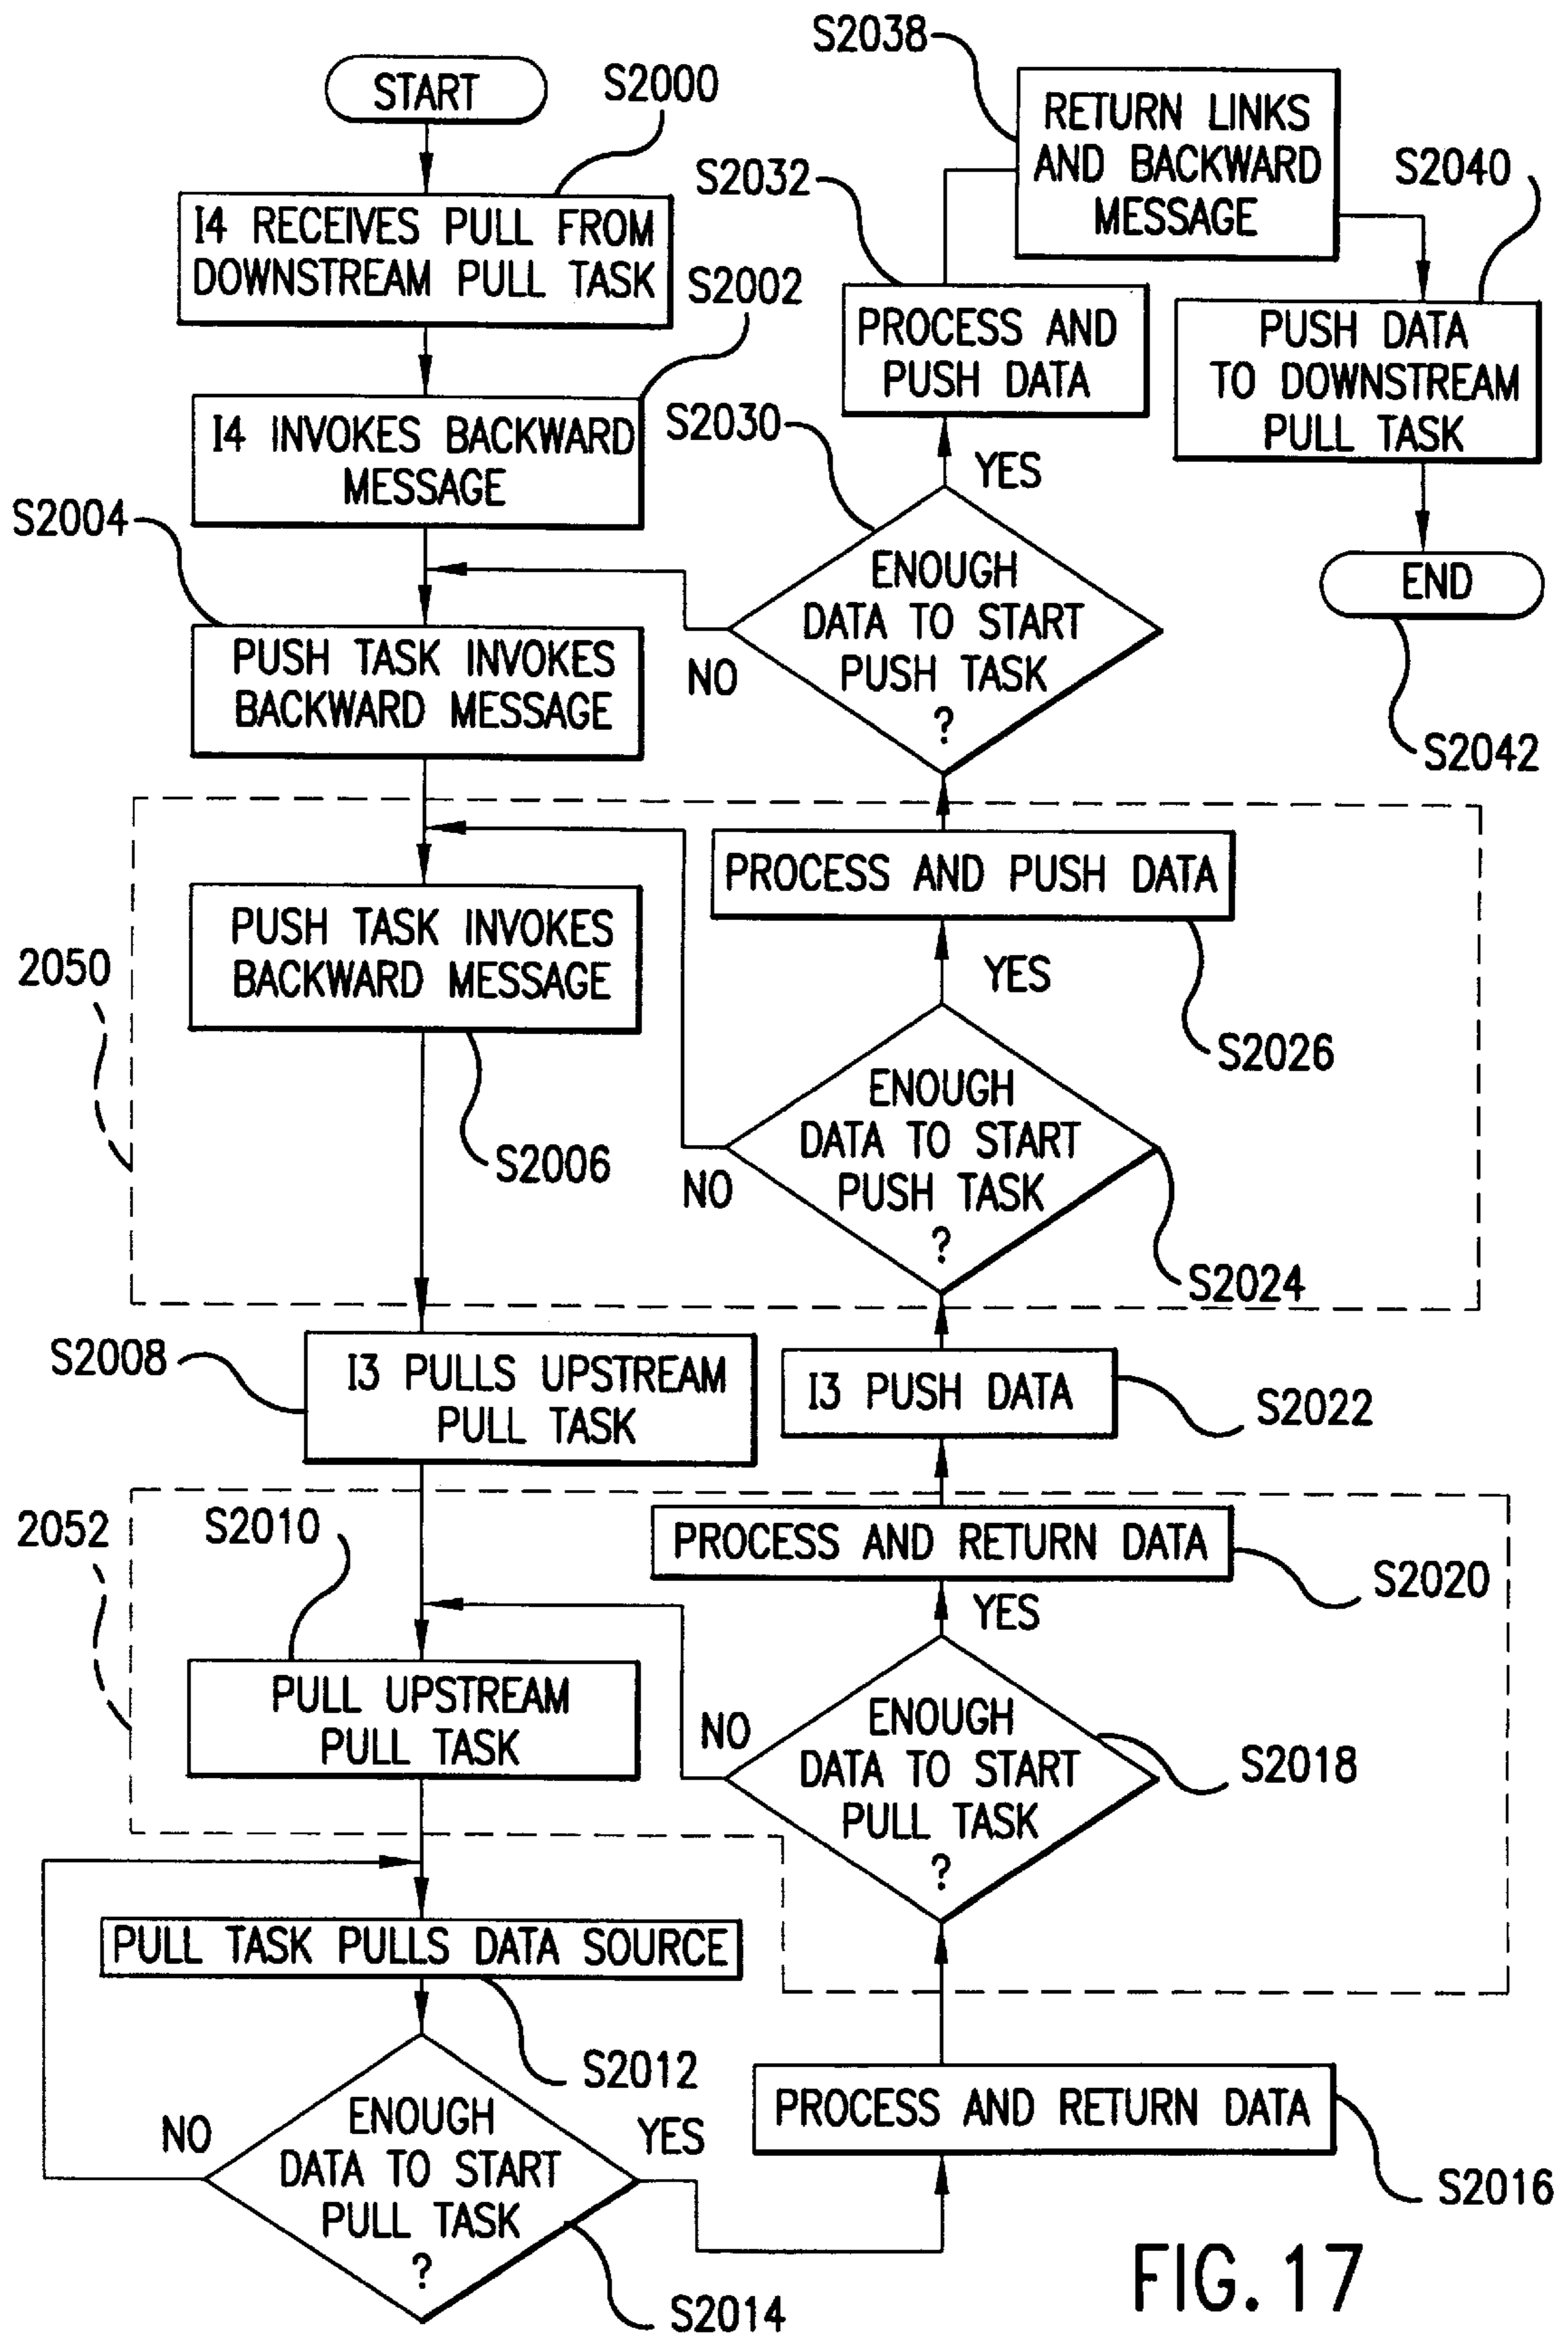 START
S2000
I4 RECEIVES PULL FROM
DOWNSTREAM PULL TASK
S2002
I4 INVOKES BACKWARD
MESSAGE
S2004
PUSH TASK INVOKES
BACKWARD MESSAGE
2050
PUSH TASK INVOKES
BACKWARD MESSAGE
S2006
S2008
I3 PULLS UPSTREAM
PULL TASK
2052
S2010
PULL UPSTREAM
PULL TASK
PULL TASK PULLS DATA SOURCE
S2012
NO
ENOUGH
DATA TO START
PULL TASK
?
YES
S2014
PROCESS AND RETURN DATA
S2016
ENOUGH
DATA TO START
PULL TASK
?
NO
S2018
YES
PROCESS AND RETURN DATA
S2020
I3 PUSH DATA
S2022
ENOUGH
DATA TO START
PUSH TASK
?
NO
S2024
YES
PROCESS AND PUSH DATA
S2026
ENOUGH
DATA TO START
PUSH TASK
?
NO
S2030
YES
PROCESS AND
PUSH DATA
S2032
S2038
RETURN LINKS
AND BACKWARD
MESSAGE
S2040
PUSH DATA
TO DOWNSTREAM
PULL TASK
END
S2042
FIG. 17